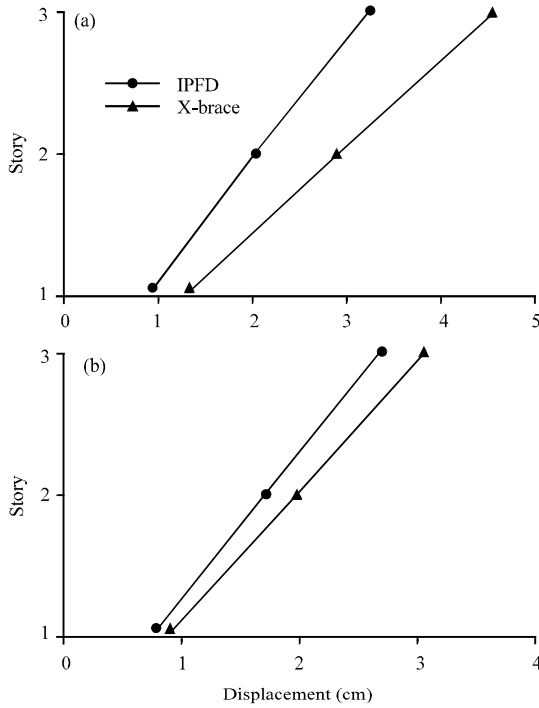 (a)
3
IPFD
X-brace
Story
2
1
0 1 2 3 4 5
(b)
3
Story
2
1
0 1 2 3 4
Displacement (cm)